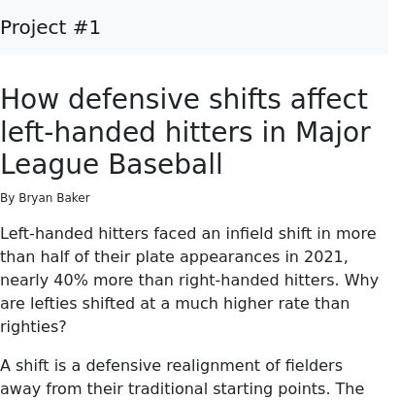 Project #1
How defensive shifts affect
left-handed hitters in Major
League Baseball
By Bryan Baker
Left-handed hitters faced an infield shift in more
than half of their plate appearances in 2021,
nearly 40% more than right-handed hitters. Why
are lefties shifted at a much higher rate than
righties?
A shift is a defensive realignment of fielders
away from their traditional starting points. The